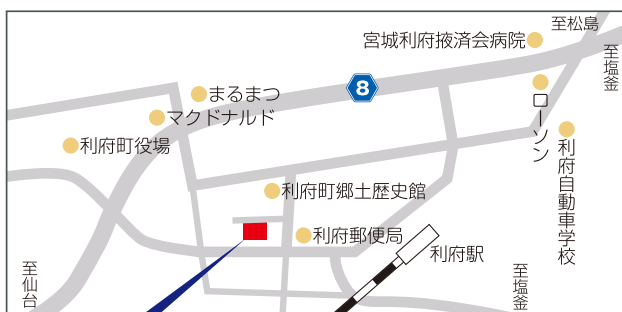 至松島
宮城利府掖済会病院
至塩釜
8
まるまつ
ローソン
マクドナルド
利府自動車学校
利府町役場
利府町郷土歴史館
利府郵便局
利府駅
至仙台
至塩釜